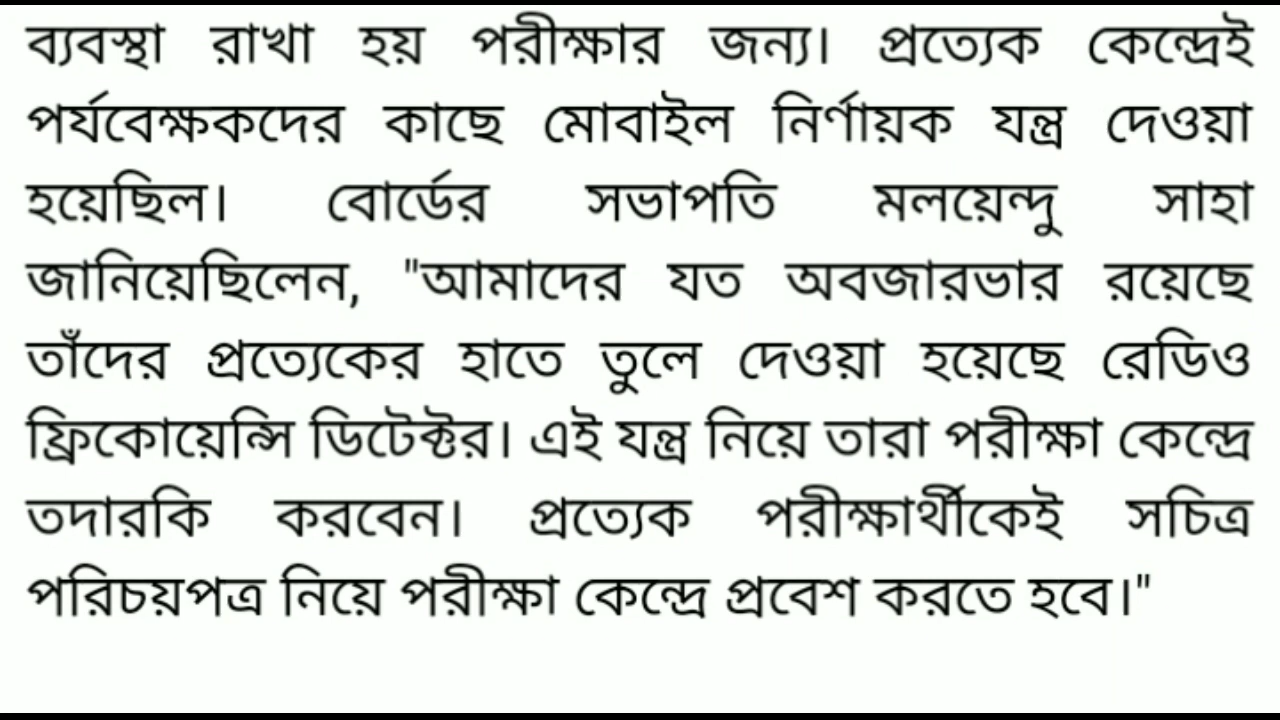 ব্যবস্থা রাখা হয় পরীক্ষার জন্য। প্রত্যেক কেন্দ্রেই
পর্যবেক্ষকদের কাছে মোবাইল নির্ণায়ক যন্ত্র দেওয়া
হয়েছিল। বোর্ডের সভাপতি মলয়েন্দু সাহা
জানিয়েছিলেন, "আমাদের যত অবজারভার রয়েছে
তাঁদের প্রত্যেকের হাতে তুলে দেওয়া হয়েছে রেডিও
ফ্রিকোয়েন্সি ডিটেক্টর। এই যন্ত্র নিয়ে তারা পরীক্ষা কেন্দ্রে
তদারকি করবেন। প্রত্যেক পরীক্ষার্থীকেই সচিত্র
পরিচয়পত্র নিয়ে পরীক্ষা কেন্দ্রে প্রবেশ করতে হবে।"